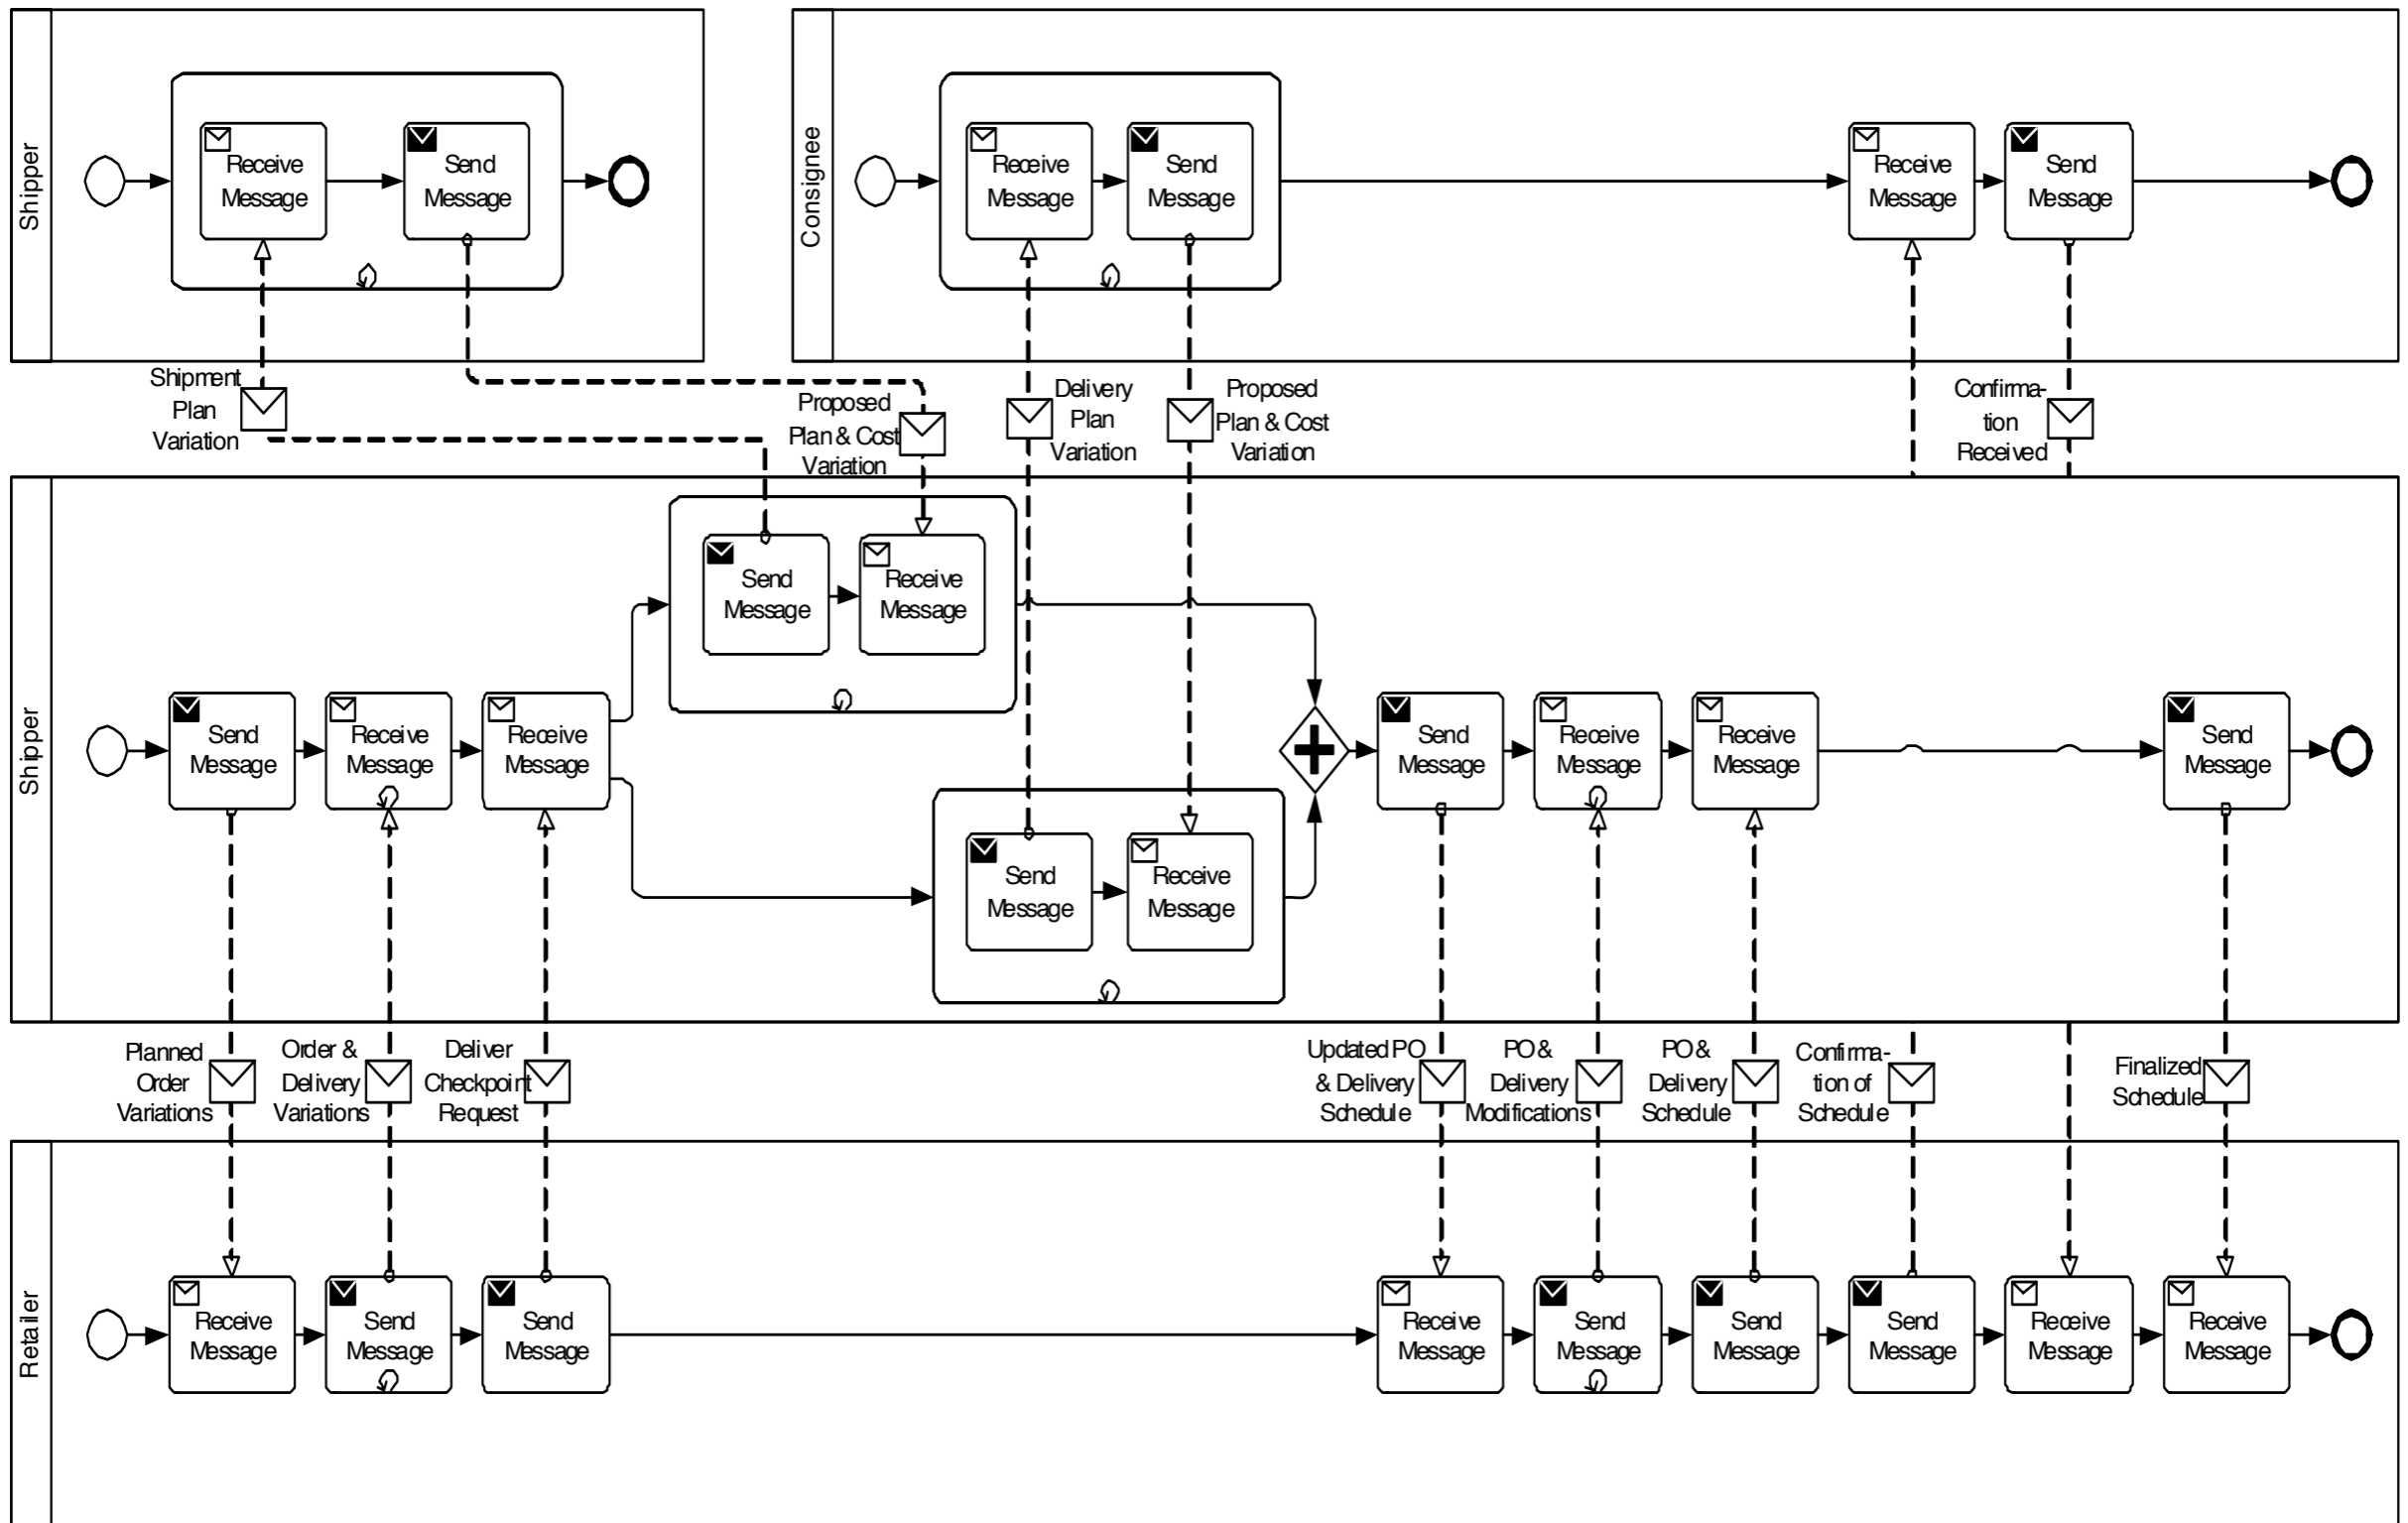 Shipper
Receive
Message
Send
Message
Consignee
Receive
Message
Send
Message
Receive
Message
Send
Message
Shipment
Plan
Variation
Proposed
Plan & Cost
Variation
Delivery
Plan
Variation
Proposed
Plan & Cost
Variation
Confirma-
tion
Received
Shipper
Send
Message
Receive
Message
Send
Message
Receive
Message
Receive
Message
Send
Message
Receive
Message
Send
Message
Receive
Message
Receive
Message
Send
Message
Planned
Order
Variations
Order &
Delivery
Variations
Deliver
Checkpoint
Request
Updated PO
& Delivery
Schedule
PO &
Delivery
Modifications
PO &
Delivery
Schedule
Confirma-
tion of
Schedule
Finalized
Schedule
Retailer
Receive
Message
Send
Message
Send
Message
Receive
Message
Send
Message
Send
Message
Send
Message
Receive
Message
Receive
Message